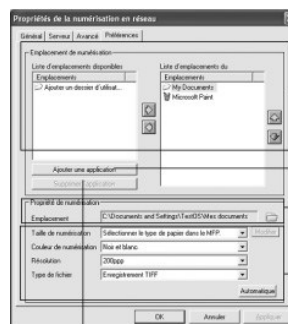 Propriétés de la numérisation en réseau
Général Serveur Avancé Préférences
Emplacement de numérisation
Liste d'emplacements disponibles
Liste d'emplacements du
Emplacements
Emplacements
Ajouter un dossier d'utilisat...
My Documents
Microsoft Paint
Ajouter une application
Supprimer application
Propriété de numérisation
Emplacement C:\Documents and Settings\TestOS\Mes documents
Taille de numérisation Sélectionner le type de papier dans le MFP. Modifier
Couleur de numérisation Noir et blanc
Résolution 200ppp
Type de fichier Enregistrement TIFF
Automatique
OK Annuler Appliquer